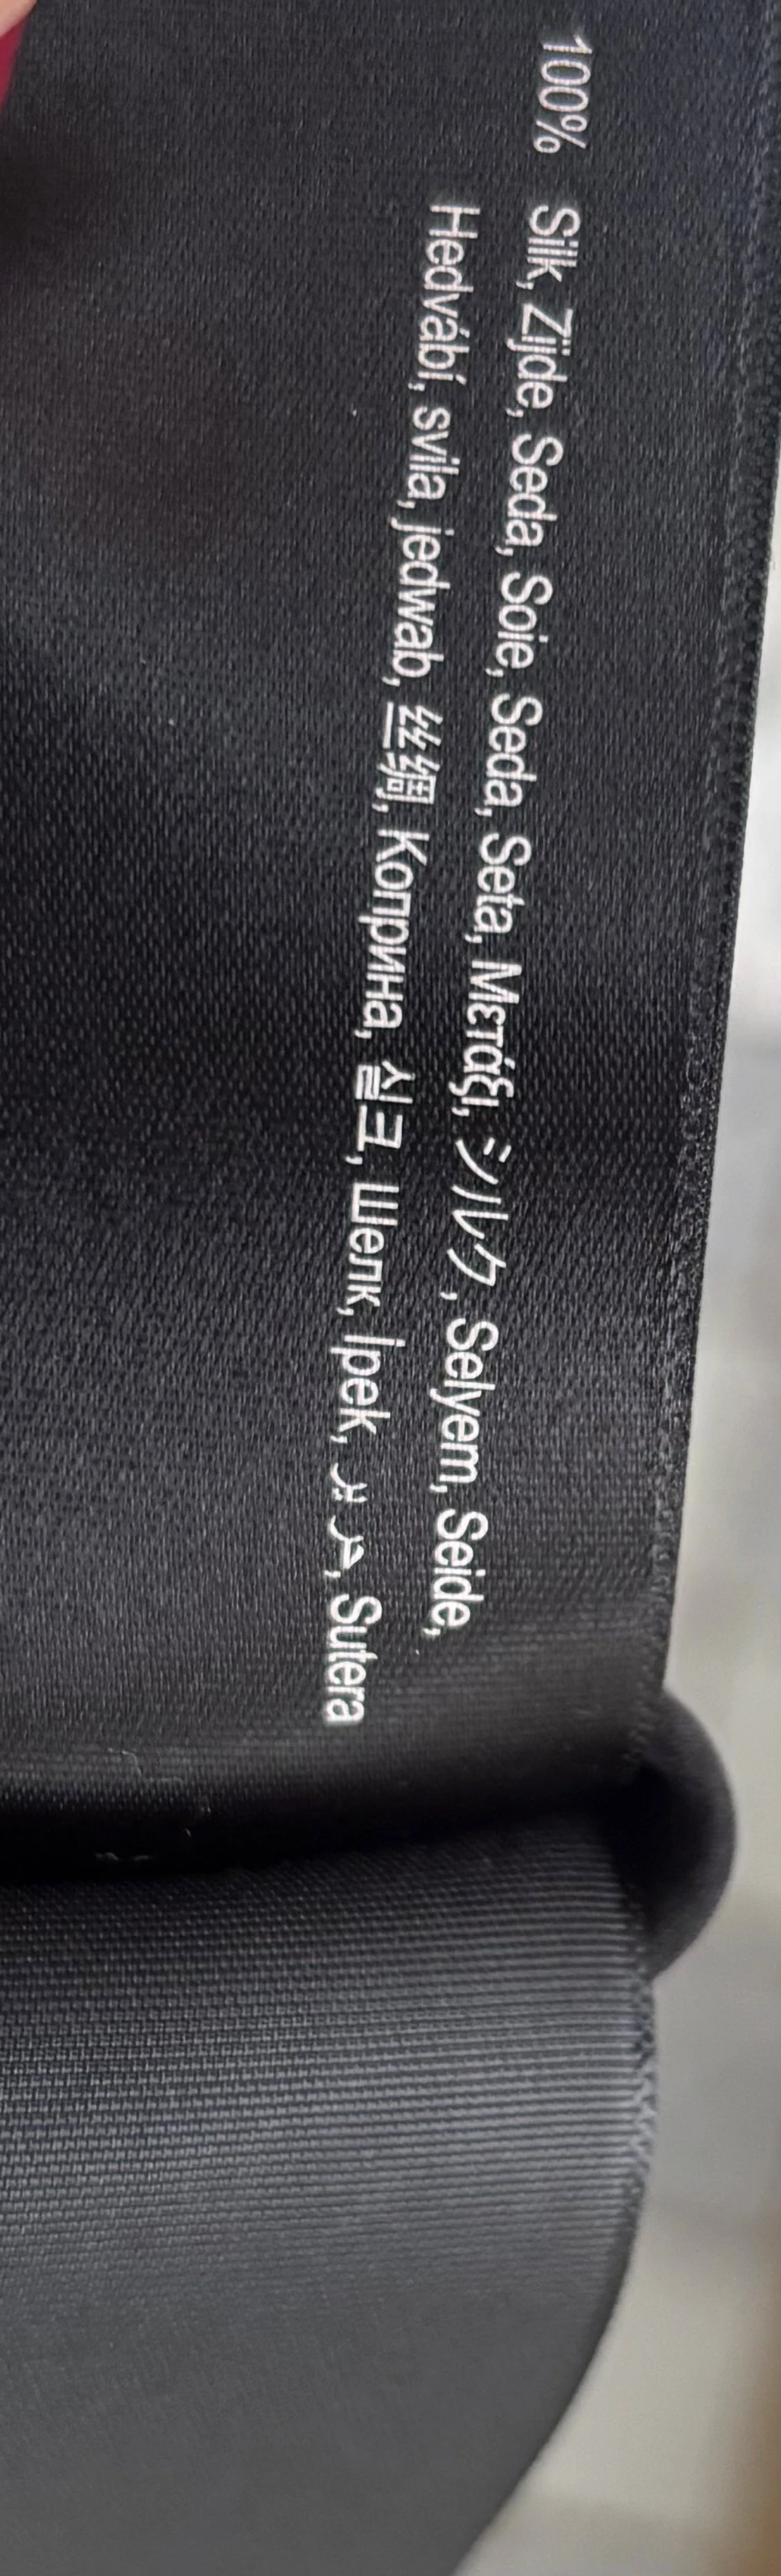 100% Silk, Zijde, Seda, Soie, Seda, Seta, Μετάξι, シルク, Selyem, Seide,
Hedvábí, svila, jedwab, 丝绸, Коприна, 실크, Шелк, Ipek, حرير, Sutera